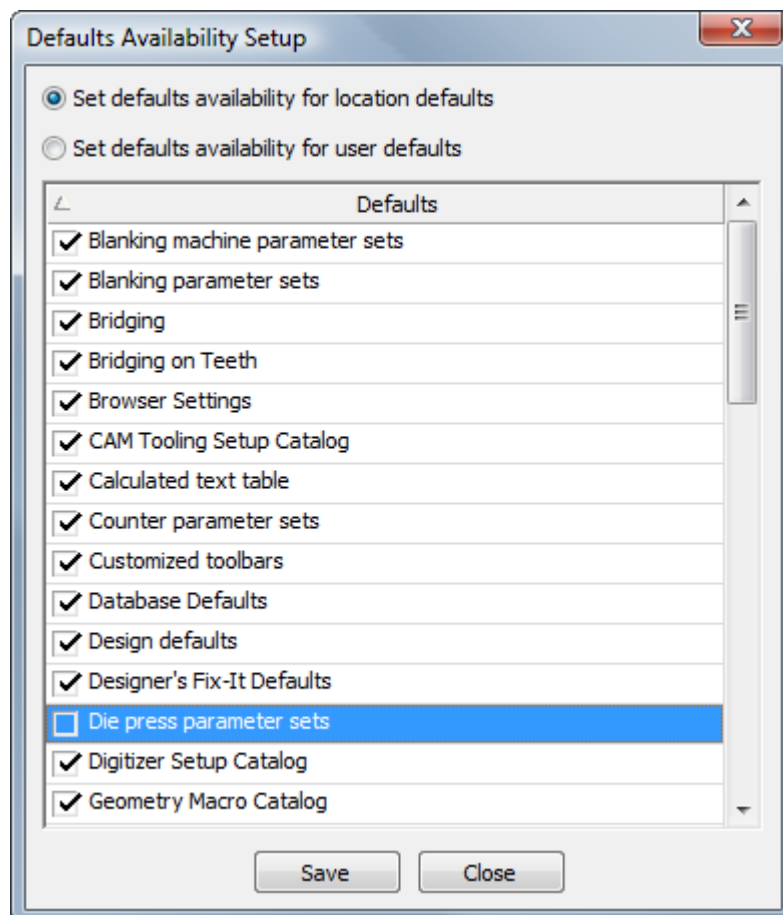 Defaults Availability Setup
Set defaults availability for location defaults
Set defaults availability for user defaults
Defaults
Blanking machine parameter sets
Blanking parameter sets
Bridging
Bridging on Teeth
Browser Settings
CAM Tooling Setup Catalog
Calculated text table
Counter parameter sets
Customized toolbars
Database Defaults
Design defaults
Designer's Fix-It Defaults
Die press parameter sets
Digitizer Setup Catalog
Geometry Macro Catalog
Save Close